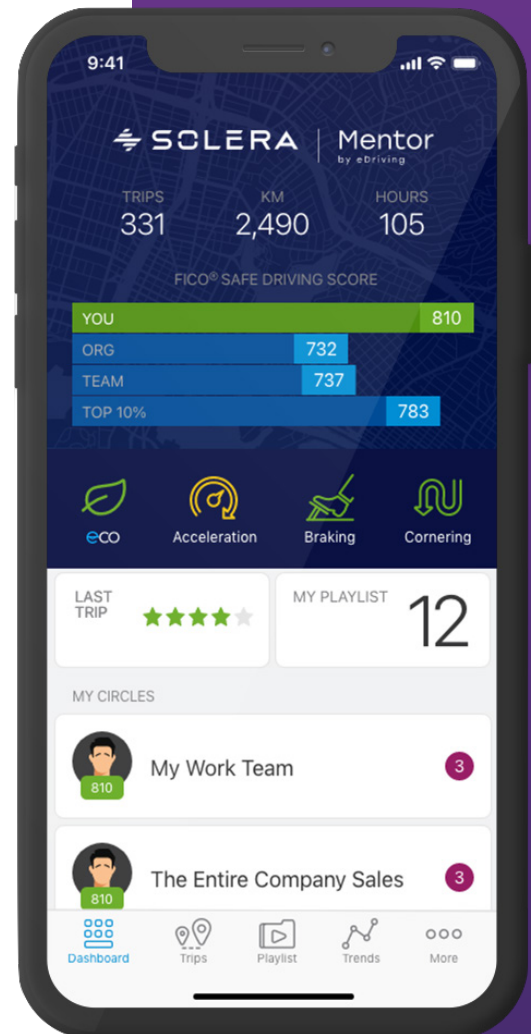 9:41
SOLERA | Mentor
by eDriving
TRIPS KM HOURS
331 2,490 105
FICO® SAFE DRIVING SCORE
YOU 810
ORG 732
TEAM 737
TOP 10% 783
eco Acceleration Braking Cornering
LAST
TRIP
MY PLAYLIST 12
MY CIRCLES
My Work Team 3
810
The Entire Company Sales 3
810
Dashboard Trips Playlist Trends More